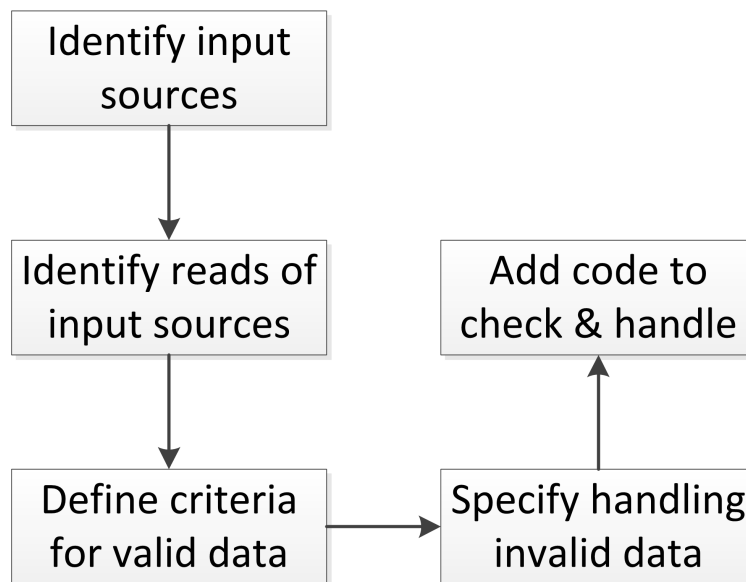 Identify input
sources
Identify reads of
input sources
Define criteria
for valid data
Specify handling
invalid data
Add code to
check & handle